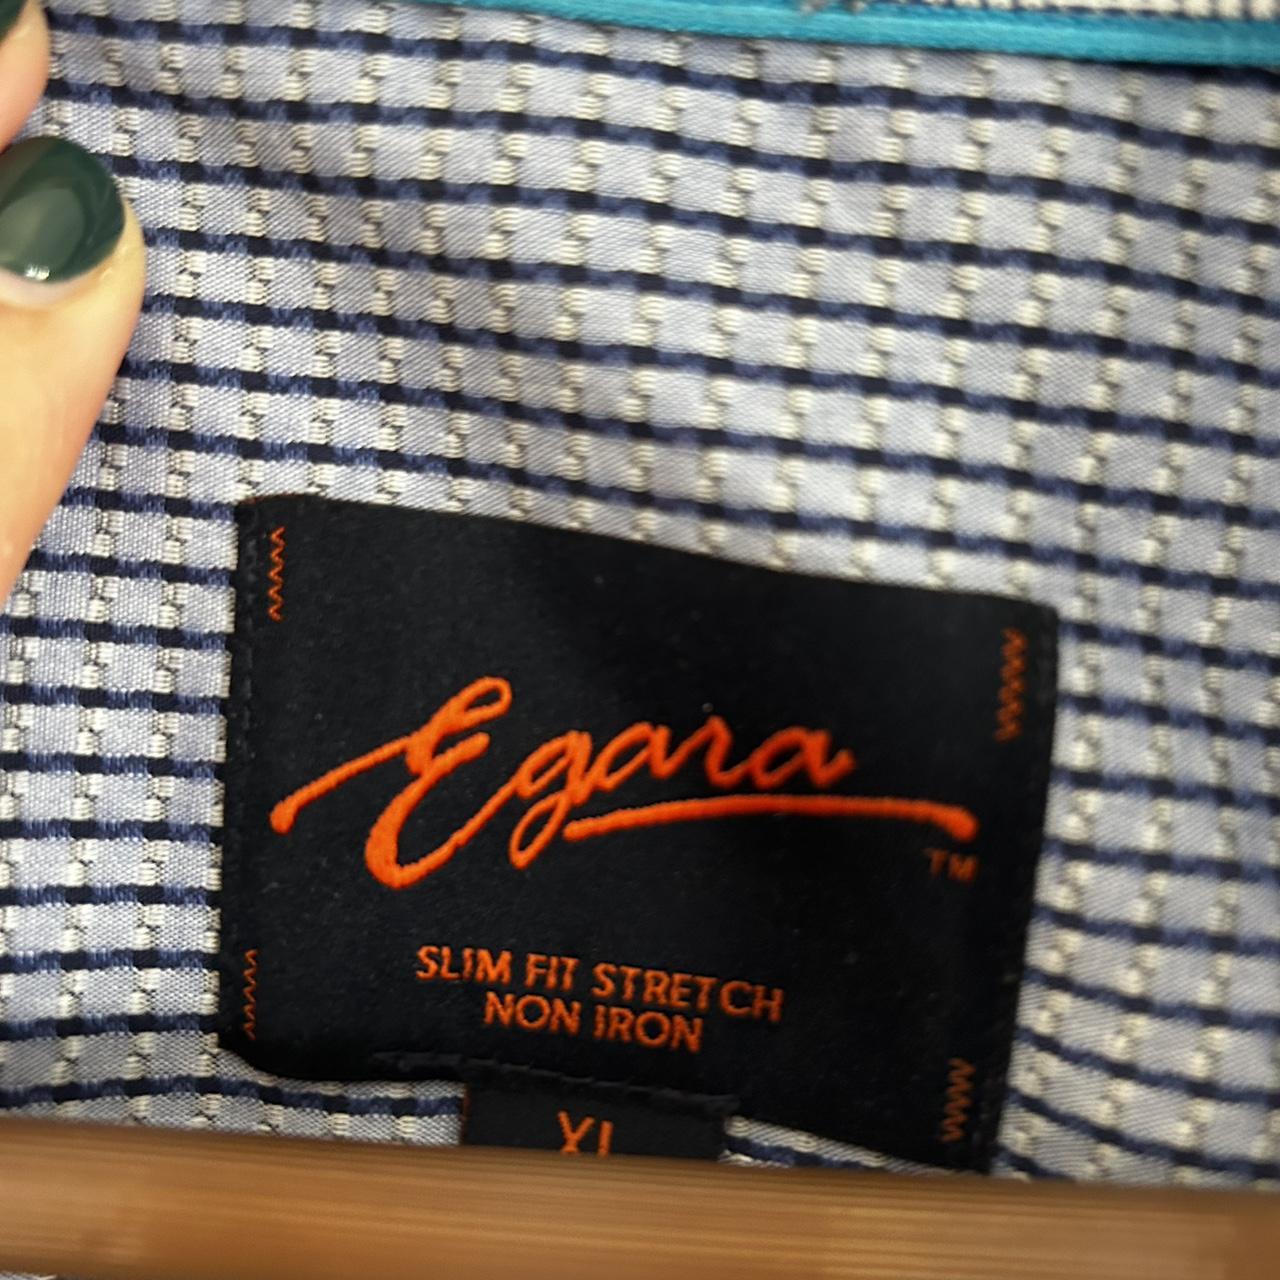 Egara
TM
SLIM FIT STRETCH
NON IRON
XL